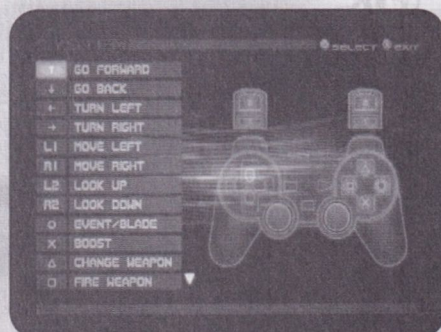 SYSTEM
SELECT EXIT
↑ GO FORWARD
↓ GO BACK
← TURN LEFT
→ TURN RIGHT
L1 MOVE LEFT
R1 MOVE RIGHT
L2 LOOK UP
R2 LOOK DOWN
○ EVENT/BLADE
× BOOST
△ CHANGE WEAPON
□ FIRE WEAPON